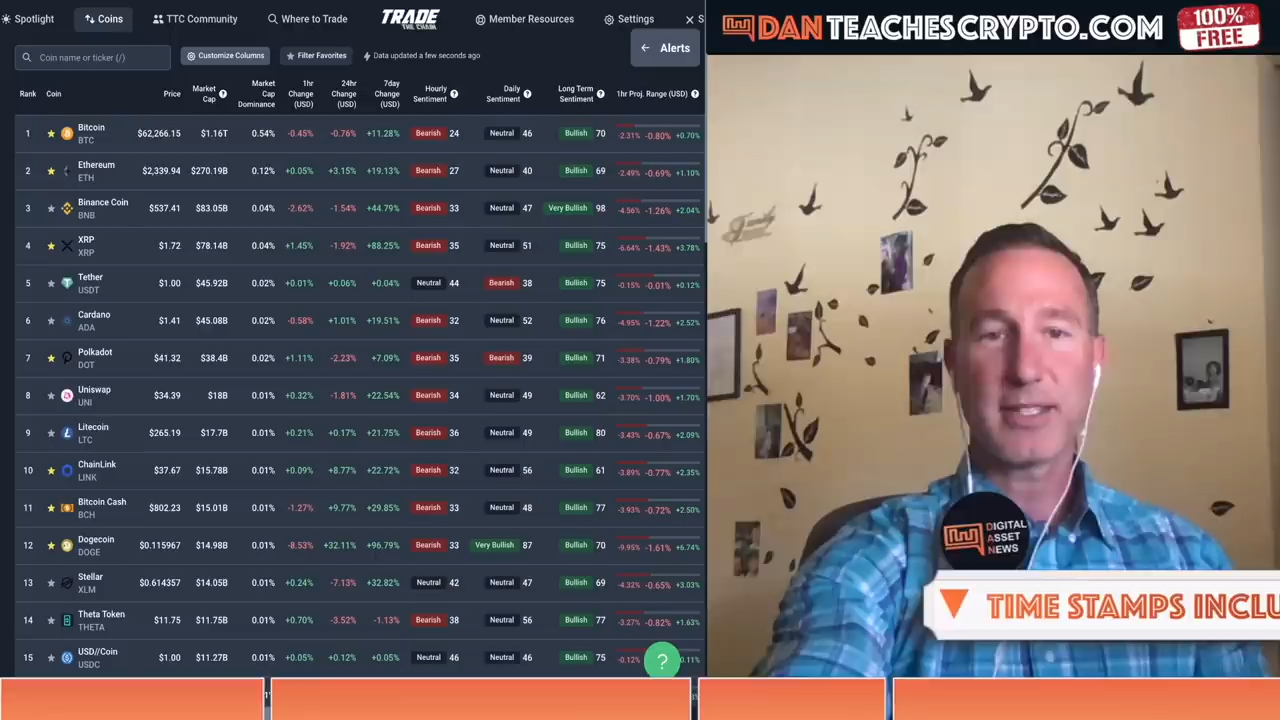 Spotlight
Coins
TTC Community
Where to Trade
TRADE
THE CHAIN
Member Resources
Settings
S
Coin name or ticker (/)
Customize Columns
Filter Favorites
Data updated a few seconds ago
Alerts
Rank Coin Price Market Cap Market Cap Dominance 1hr Change (USD) 24hr Change (USD) 7day Change (USD) Hourly Sentiment Daily Sentiment Long Term Sentiment 1hr Proj. Range (USD)
1 Bitcoin BTC $62,266.15 $1.16T 0.54% -0.45% -0.76% +11.28% Bearish 24 Neutral 46 Bullish 70 -2.31% -0.80% +0.70%
2 Ethereum ETH $2,339.94 $270.19B 0.12% +0.05% +3.15% +19.13% Bearish 27 Neutral 40 Bullish 69 -2.49% -0.69% +1.10%
3 Binance Coin BNB $537.41 $83.05B 0.04% -2.62% -1.54% +44.79% Bearish 33 Neutral 47 Very Bullish 98 -4.56% -1.26% +2.04%
4 XRP XRP $1.72 $78.14B 0.04% +1.45% -1.92% +88.25% Bearish 35 Neutral 51 Bullish 75 -6.64% -1.43% +3.78%
5 Tether USDT $1.00 $45.92B 0.02% +0.01% +0.06% +0.04% Neutral 44 Bearish 38 Bullish 75 -0.15% -0.01% +0.12%
6 Cardano ADA $1.41 $45.08B 0.02% -0.58% +1.01% +19.51% Bearish 32 Neutral 52 Bullish 76 -4.95% -1.22% +2.52%
7 Polkadot DOT $41.32 $38.4B 0.02% +1.11% -2.23% +7.09% Bearish 35 Bearish 39 Bullish 71 -3.38% -0.79% +1.80%
8 Uniswap UNI $34.39 $18B 0.01% +0.32% -1.81% +22.54% Bearish 34 Neutral 49 Bullish 62 -3.70% -1.00% +1.70%
9 Litecoin LTC $265.19 $17.7B 0.01% +0.21% +0.17% +21.75% Bearish 36 Neutral 49 Bullish 80 -3.43% -0.67% +2.09%
10 ChainLink LINK $37.67 $15.78B 0.01% +0.09% +8.77% +22.72% Bearish 32 Neutral 56 Bullish 61 -3.89% -0.77% +2.35%
11 Bitcoin Cash BCH $802.23 $15.01B 0.01% -1.27% +9.77% +29.85% Bearish 33 Neutral 48 Bullish 77 -3.93% -0.72% +2.50%
12 Dogecoin DOGE $0.115967 $14.98B 0.01% -8.53% +32.11% +96.79% Bearish 33 Very Bullish 87 Bullish 70 -9.95% -1.61% +6.74%
13 Stellar XLM $0.614357 $14.05B 0.01% +0.24% -7.13% +32.82% Neutral 42 Neutral 47 Bullish 69 -4.32% -0.65% +3.03%
14 Theta Token THETA $11.75 $11.75B 0.01% +0.70% -3.52% -1.13% Bearish 38 Neutral 56 Bullish 77 -3.27% -0.82% +1.63%
15 USD//Coin USDC $1.00 $11.27B 0.01% +0.05% +0.12% +0.05% Neutral 46 Neutral 46 Bullish 75 -0.12% 0.11%
?
DANTEACHESCRYPTO.COM
100%
FREE
DIGITAL
ASSET
NEWS
TIME STAMPS INCLU